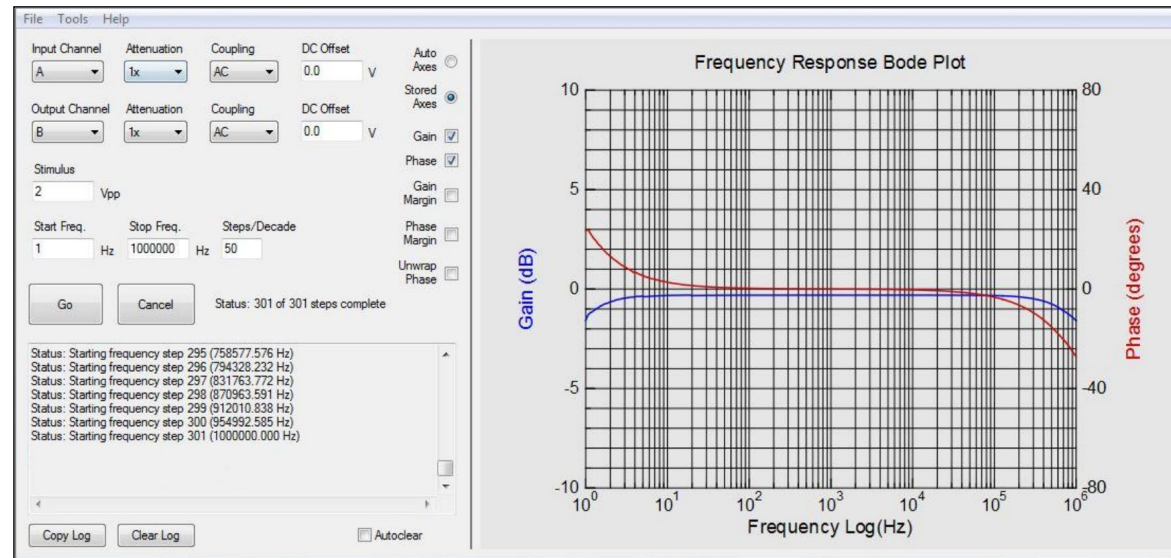 File Tools Help
Input Channel Attenuation Coupling DC Offset
A 1x AC 0.0 V
Output Channel Attenuation Coupling DC Offset
B 1x AC 0.0 V
Stimulus
2 Vpp
Start Freq. Stop Freq. Steps/Decade
1 Hz 1000000 Hz 50
Auto
Axes
Stored
Axes
Gain
Phase
Gain
Margin
Phase
Margin
Unwrap
Phase
Go Cancel Status: 301 of 301 steps complete
Status: Starting frequency step 295 (758577.576 Hz)
Status: Starting frequency step 296 (794328.232 Hz)
Status: Starting frequency step 297 (831763.772 Hz)
Status: Starting frequency step 298 (870963.591 Hz)
Status: Starting frequency step 299 (912010.838 Hz)
Status: Starting frequency step 300 (954992.585 Hz)
Status: Starting frequency step 301 (1000000.000 Hz)
Copy Log Clear Log Autoclear
Frequency Response Bode Plot
Gain (dB)
10
5
0
-5
-10
80
40
0
-40
-80
Phase (degrees)
10⁰ 10¹ 10² 10³ 10⁴ 10⁵ 10⁶
Frequency Log(Hz)